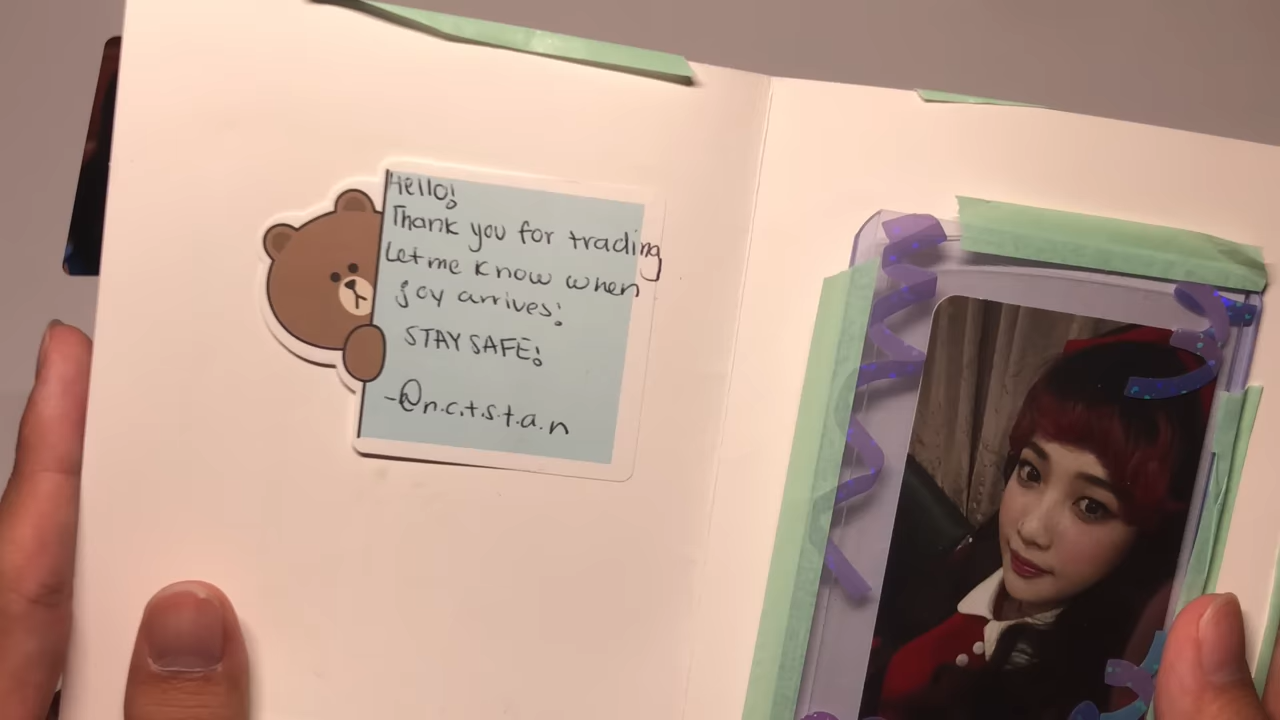 Hello!
Thank you for trading
Let me know when
joy arrives!
STAY SAFE!
-@n.c.t.s.t.a.n